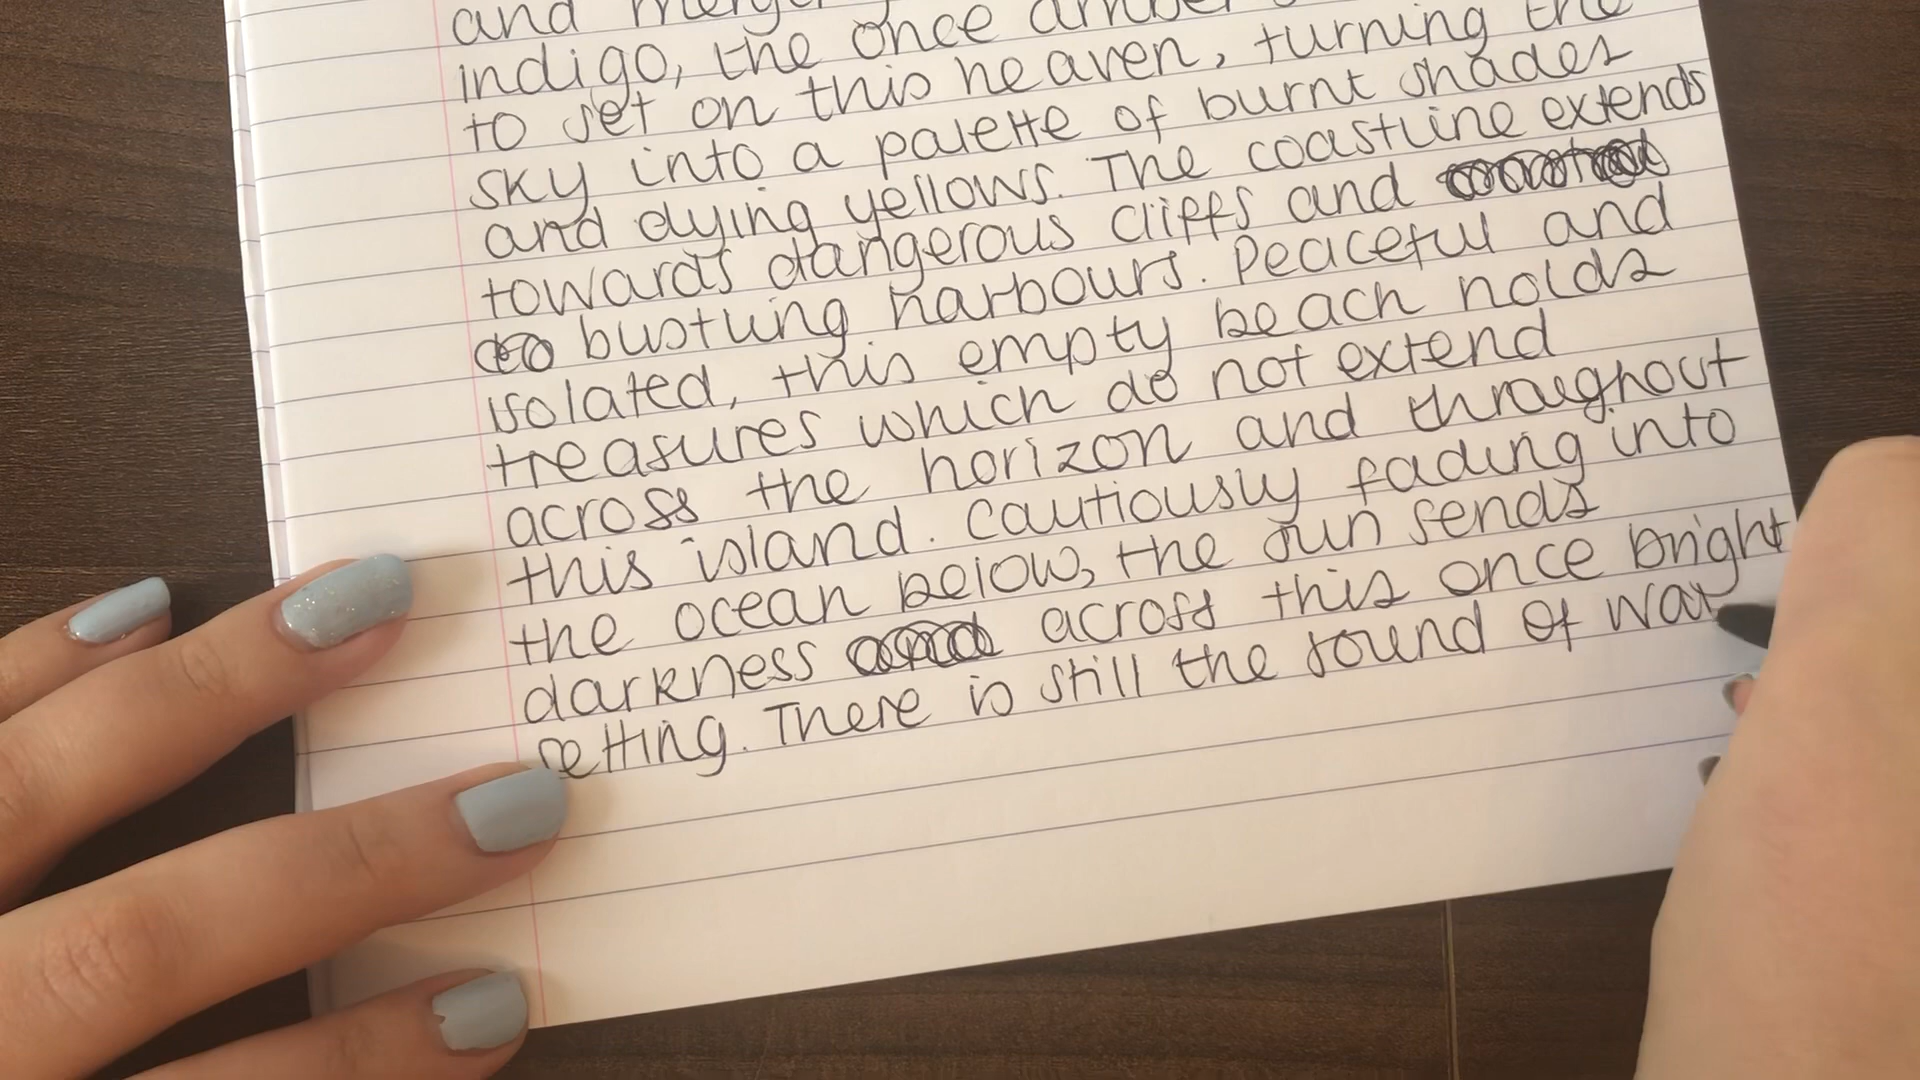 and
indigo, the once amber
to set on this heaven, turning the
sky into a palette of burnt shades
and dying yellows. The coastline extends
towards dangerous cliffs and
bustling harbours. Peaceful and
isolated, this empty beach holds
treasures which do not extend
across the horizon and throughout
this island. Cautiously fading into
the ocean below, the sun sends
darkness across this once bright
setting. There is still the sound of wav